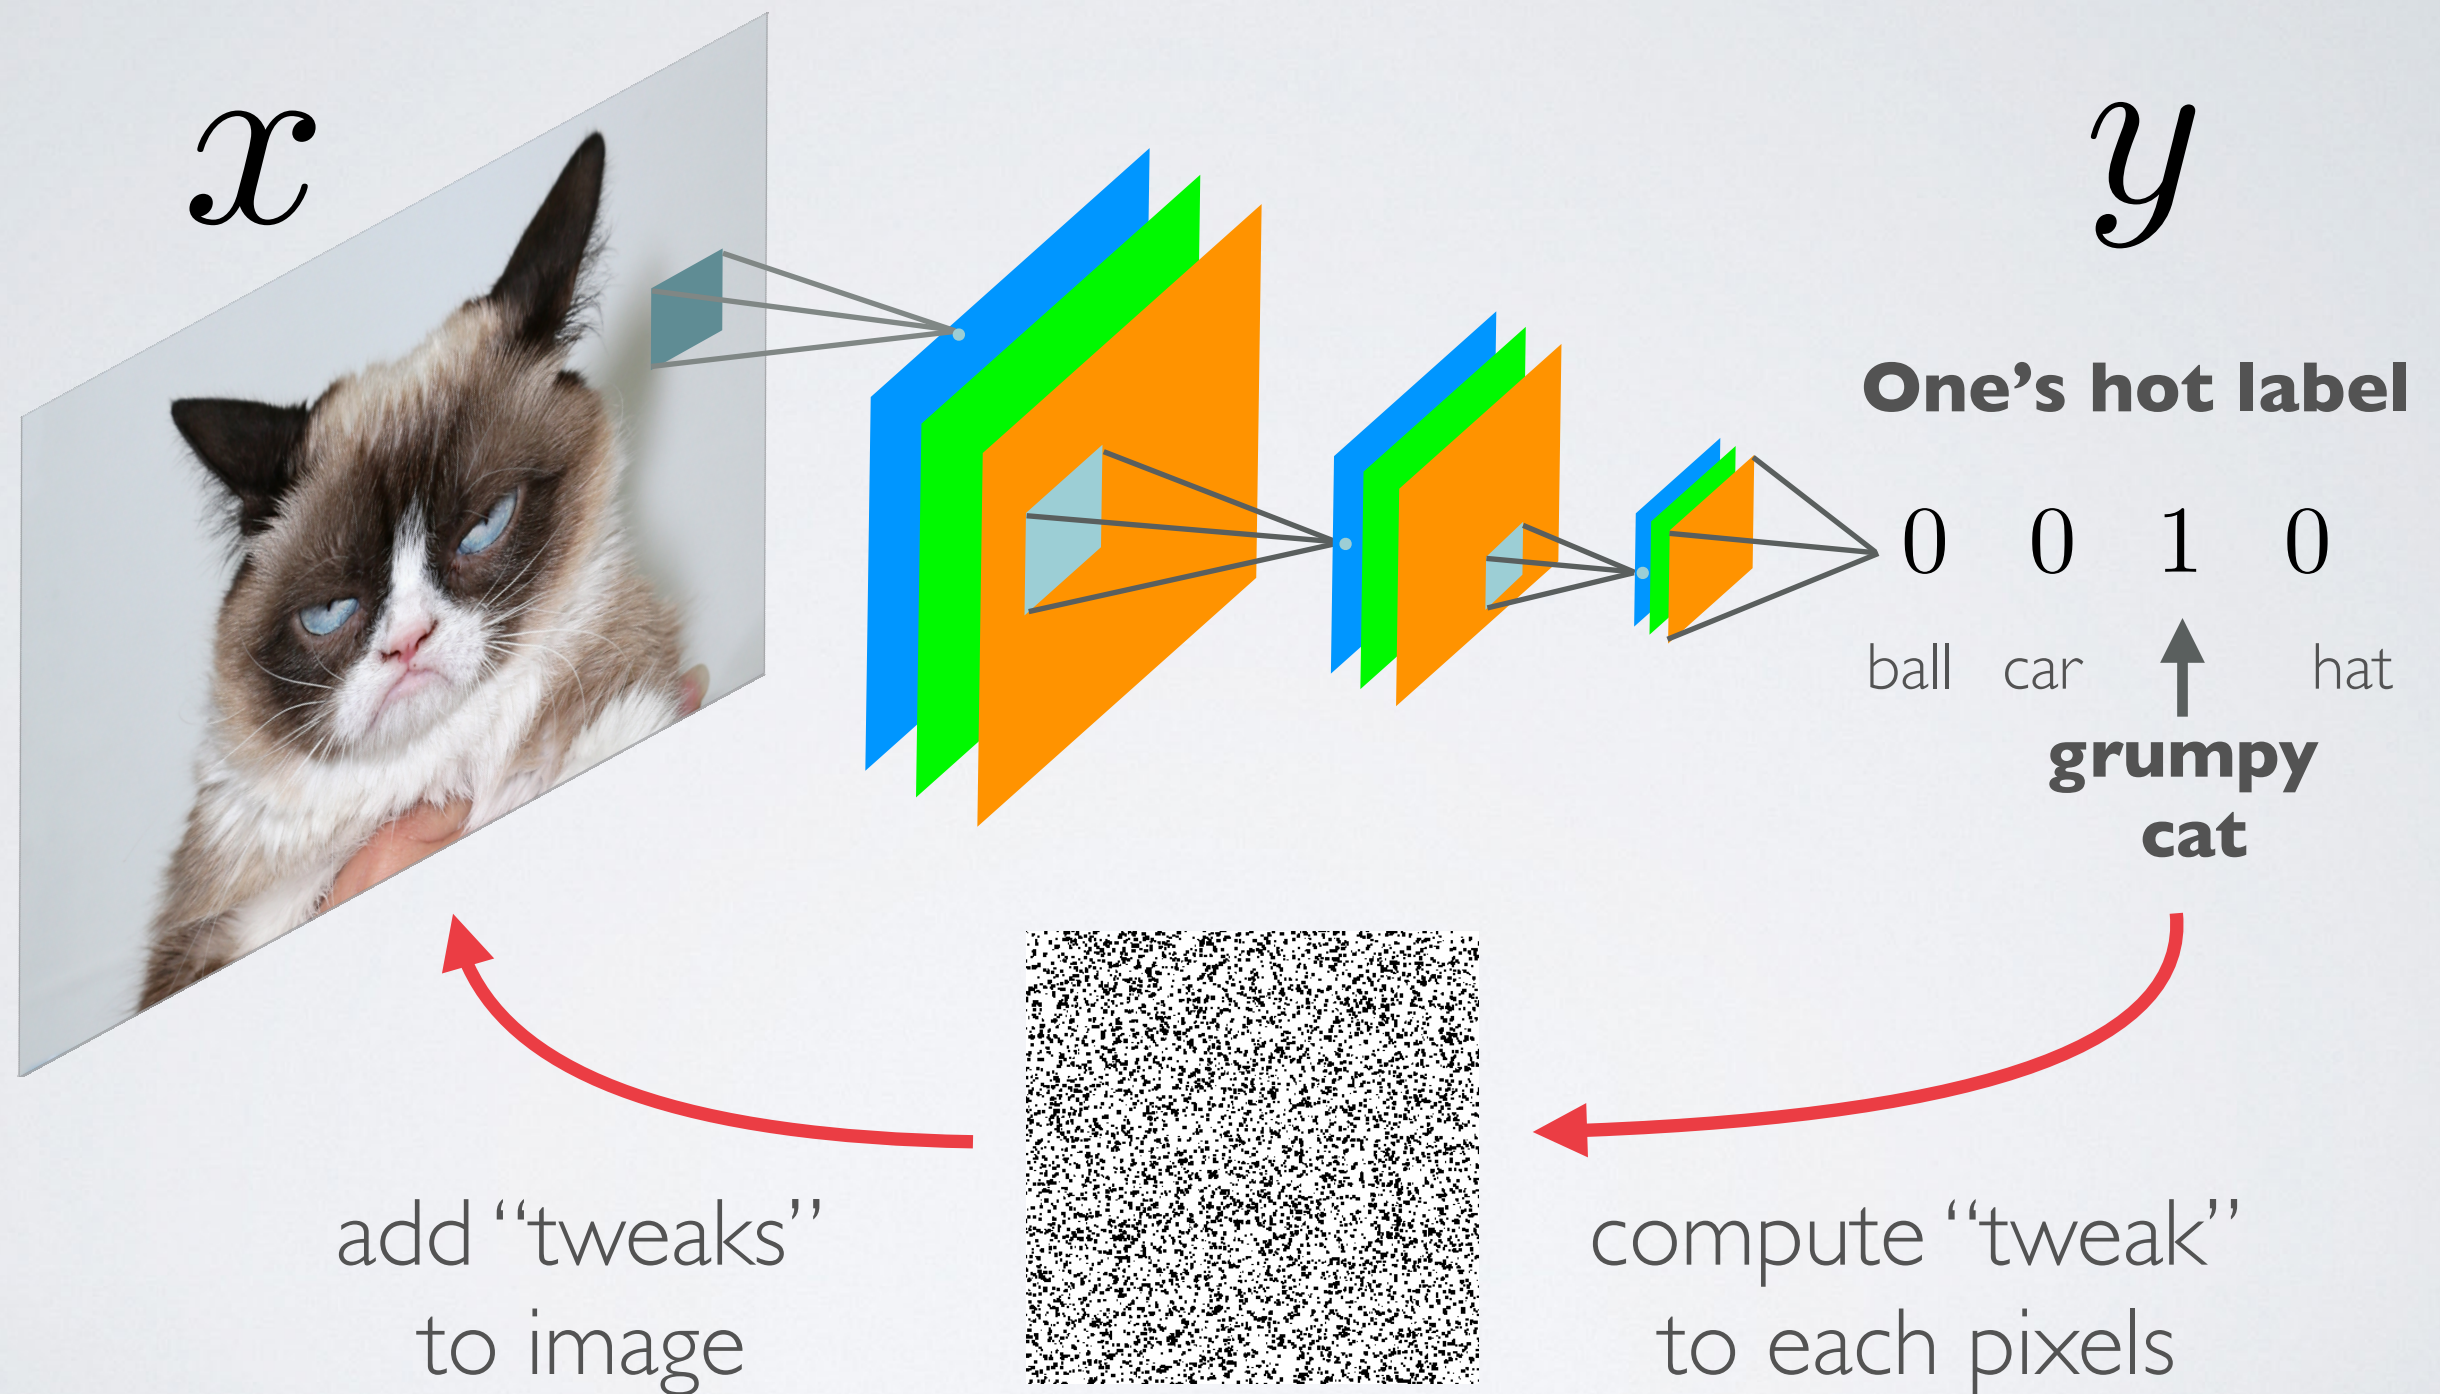 x
y
One’s hot label
0 0 1 0
ball car hat
grumpy
cat
add “tweaks”
to image
compute “tweak”
to each pixels